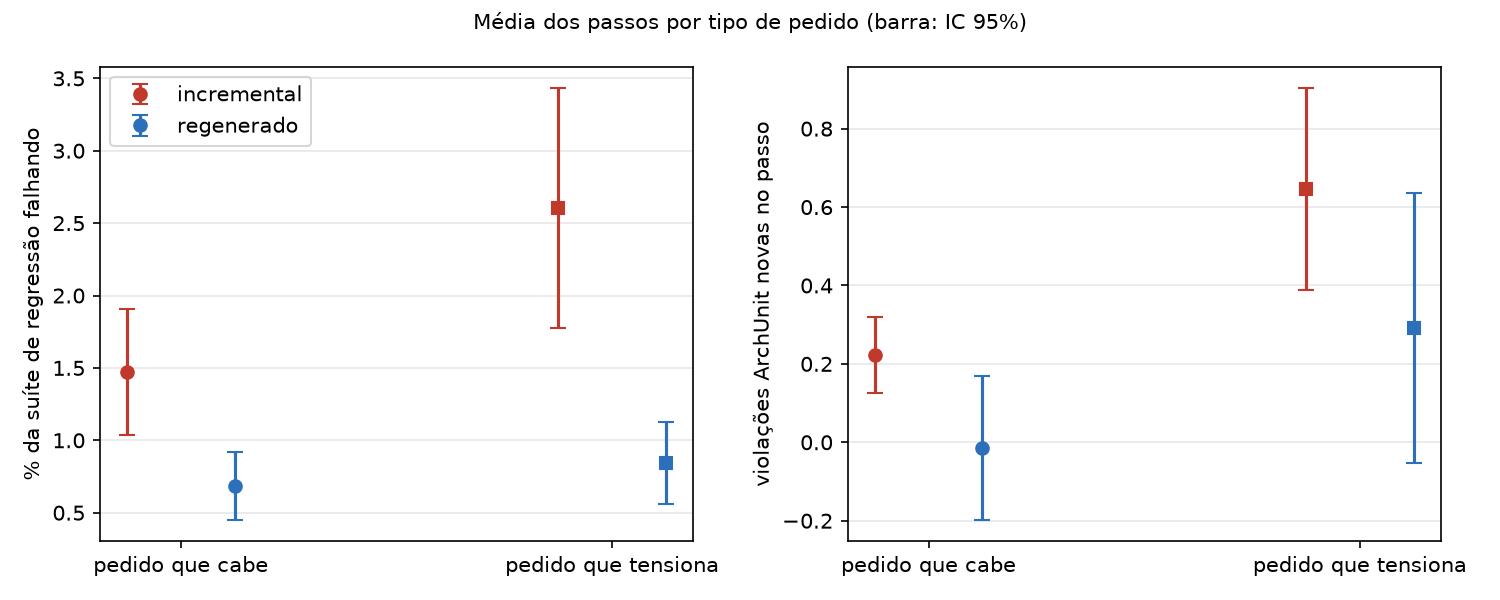 Média dos passos por tipo de pedido (barra: IC 95%)
% da suíte de regressão falhando
3.5
3.0
2.5
2.0
1.5
1.0
0.5
incremental
regenerado
pedido que cabe
pedido que tensiona
violações ArchUnit novas no passo
0.8
0.6
0.4
0.2
0.0
−0.2
pedido que cabe
pedido que tensiona